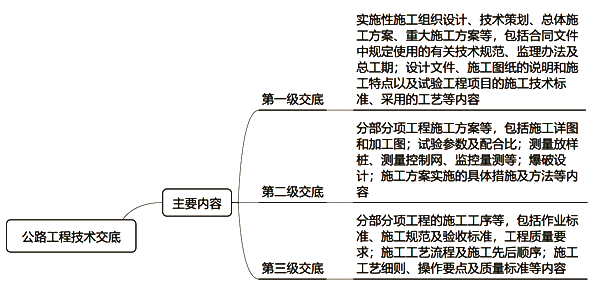 实施性施工组织设计、技术策划、总体施
工方案、重大施工方案等，包括合同文件
中规定使用的有关技术规范、监理办法及
总工期；设计文件、施工图纸的说明和施
工特点以及试验工程项目的施工技术标
准、采用的工艺等内容
第一级交底
分部分项工程施工方案等，包括施工详图
和加工图；试验参数及配合比；测量放样
桩、测量控制网、监控量测等；爆破设
计；施工方案实施的具体措施及方法等内
容
第二级交底
主要内容
公路工程技术交底
分部分项工程的施工工序等，包括作业标
准、施工规范及验收标准，工程质量要
求；施工工艺流程及施工先后顺序；施工
工艺细则、操作要点及质量标准等内容
第三级交底